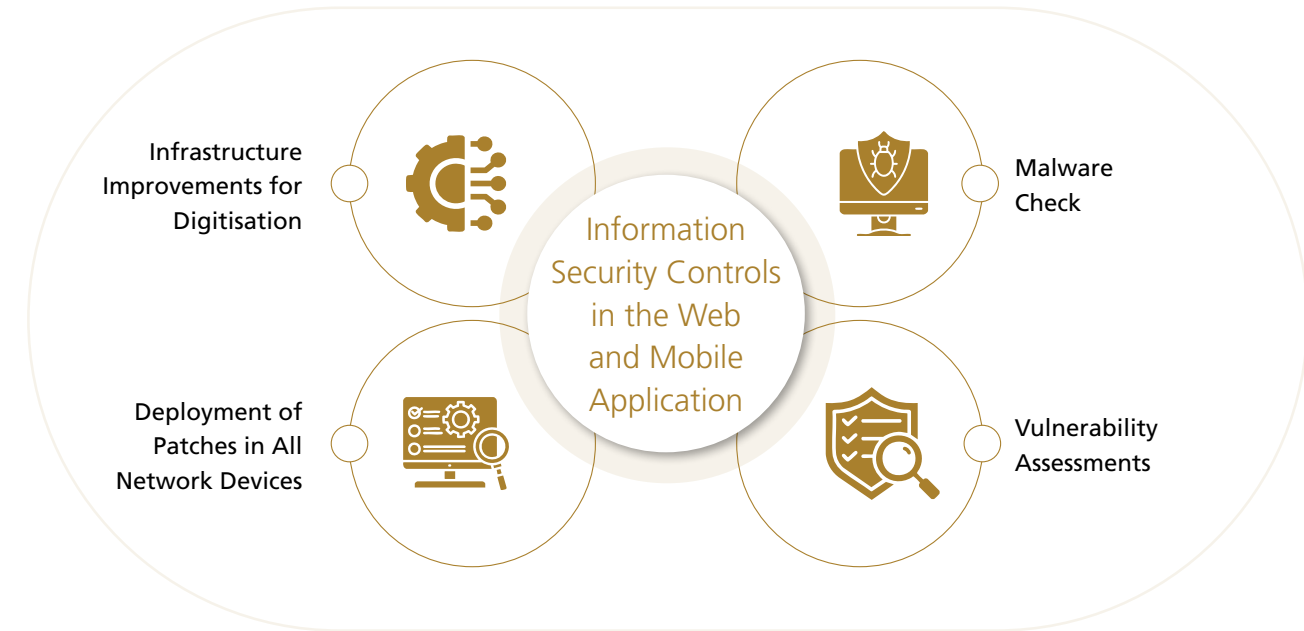 Infrastructure
Improvements for
Digitisation
Malware
Check
Information
Security Controls
in the Web
and Mobile
Application
Deployment of
Patches in All
Network Devices
Vulnerability
Assessments